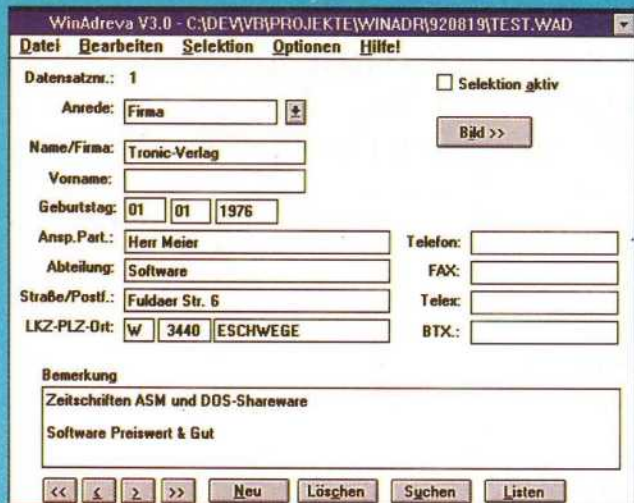 WinAdreva V3.0 - C:\DEV\VB\PROJEKTE\WINADR\920819\TEST.WAD
Datei Bearbeiten Selektion Optionen Hilfe!
Datensatznr.: 1
Selektion aktiv
Anrede: Firma
Bild >>
Name/Firma: Tronic-Verlag
Vorname:
Geburtstag: 01 01 1976
Ansp.Part.: Herr Meier Telefon:
Abteilung: Software FAX:
Straße/Postf.: Fuldaer Str. 6 Telex:
LKZ-PLZ-Ort: W 3440 ESCHWEGE BTX.:
Bemerkung
Zeitschriften ASM und DOS-Shareware
Software Preiswert & Gut
<< < > >> Neu Löschen Suchen Listen